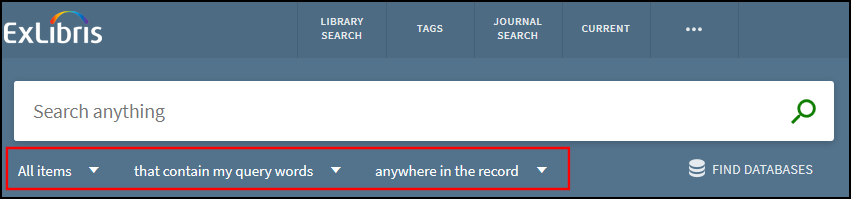 ExLibris
LIBRARY
SEARCH
TAGS
JOURNAL
SEARCH
CURRENT
Search anything
All items
that contain my query words
anywhere in the record
FIND DATABASES